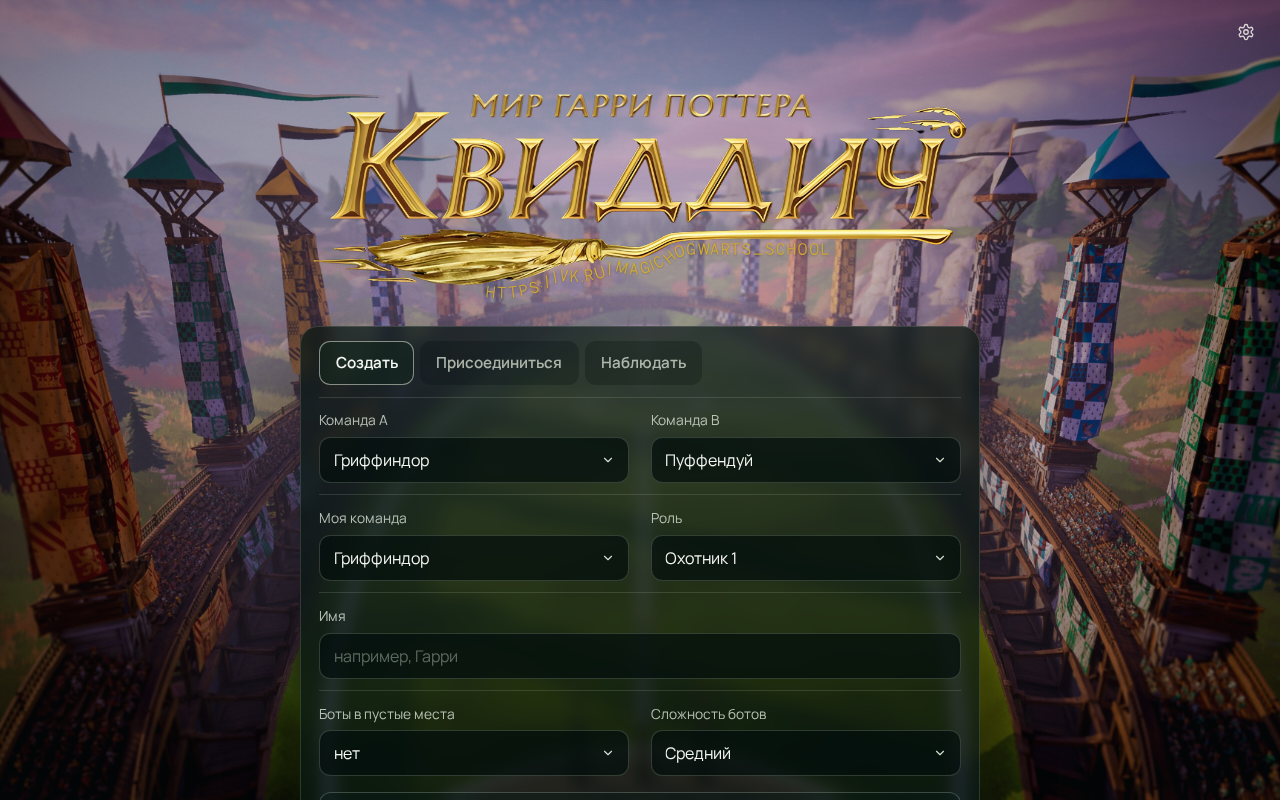 МИР ГАРРИ ПОТТЕРА
КВИДДИЧ
HTTPS://VK.RU/MAGICHOGWARTS_SCHOOL
Создать
Присоединиться
Наблюдать
Команда A
Команда B
Гриффиндор
Пуффендуй
Моя команда
Роль
Гриффиндор
Охотник 1
Имя
например, Гарри
Боты в пустые места
Сложность ботов
нет
Средний